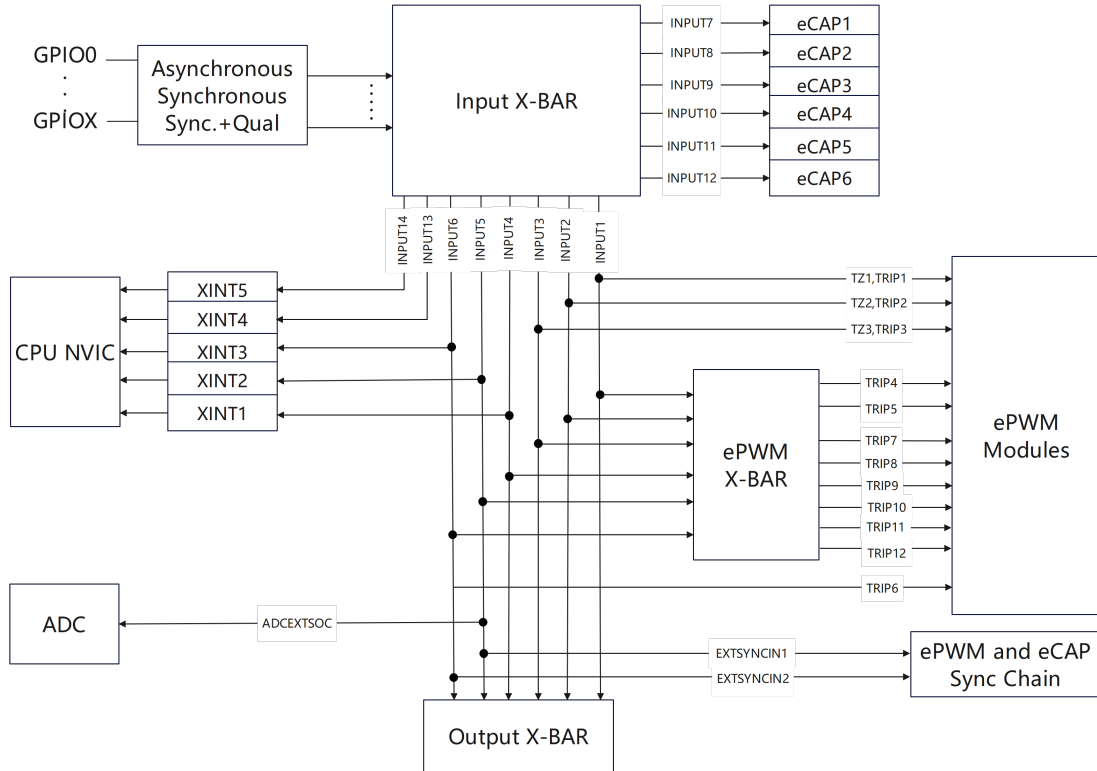 GPIO0
GPIOX
Asynchronous
Synchronous
Sync.+Qual
Input X-BAR
INPUT7
INPUT8
INPUT9
INPUT10
INPUT11
INPUT12
eCAP1
eCAP2
eCAP3
eCAP4
eCAP5
eCAP6
INPUT14
INPUT13
INPUT6
INPUT5
INPUT4
INPUT3
INPUT2
INPUT1
CPU NVIC
XINT5
XINT4
XINT3
XINT2
XINT1
TZ1,TRIP1
TZ2,TRIP2
TZ3,TRIP3
ePWM
X-BAR
TRIP4
TRIP5
TRIP7
TRIP8
TRIP9
TRIP10
TRIP11
TRIP12
TRIP6
ePWM
Modules
ADC
ADCEXTSOC
EXTSYNCIN1
EXTSYNCIN2
ePWM and eCAP
Sync Chain
Output X-BAR